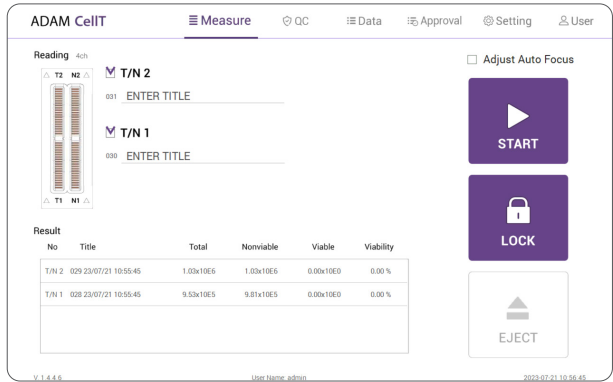 ADAM CellT
Measure QC Data Approval Setting User
Reading 4ch
T2 N2
T/N 2
031 ENTER TITLE
T/N 1
030 ENTER TITLE
T1 N1
Adjust Auto Focus
START
LOCK
EJECT
Result
No Title Total Nonviable Viable Viability
T/N 2 029 23/07/21 10:55:45 1.03x10E6 1.03x10E6 0.00x10E0 0.00 %
T/N 1 028 23/07/21 10:55:45 9.53x10E5 9.81x10E5 0.00x10E0 0.00 %
V. 1.4.4.6 User Name: admin 2023-07-21 10:56:45